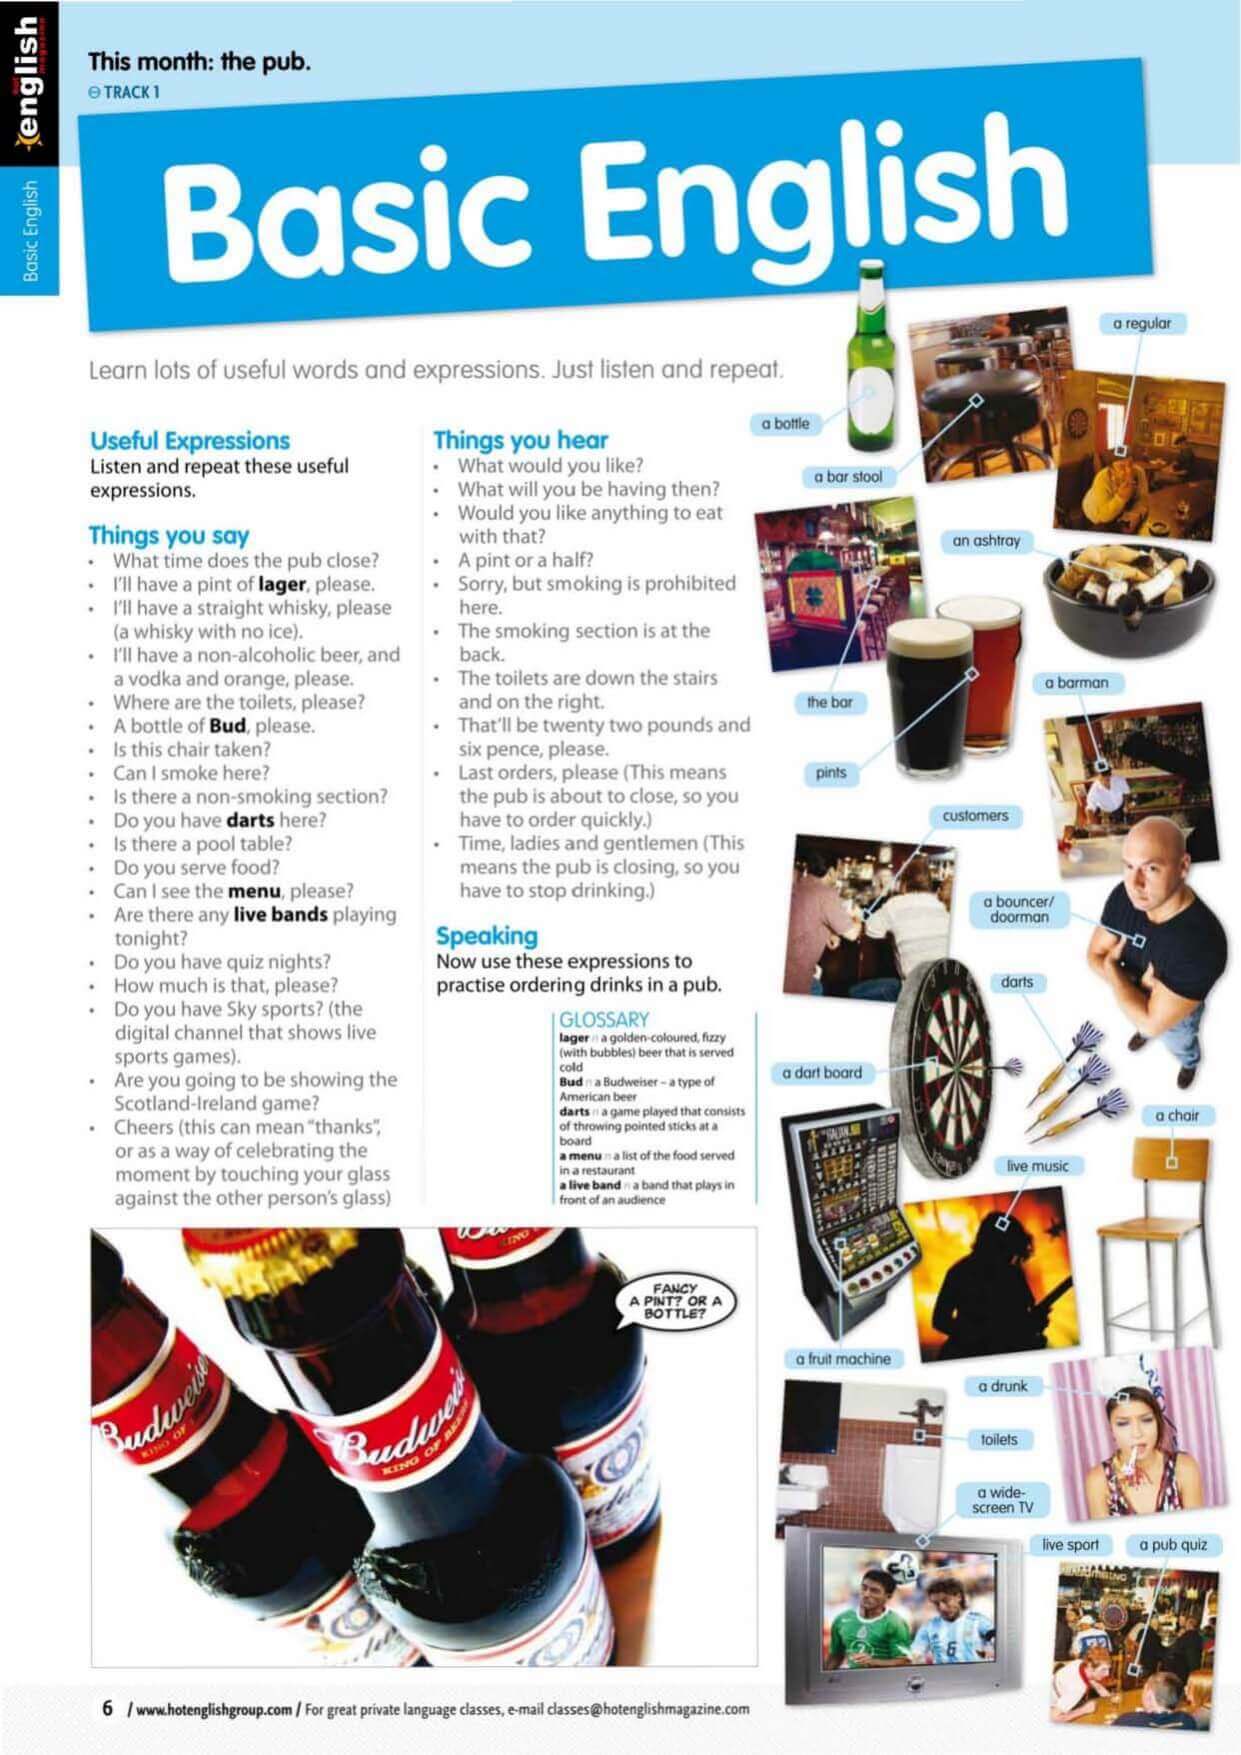 hot
english
magazine
Basic English
This month: the pub.
TRACK 1
Basic English
Learn lots of useful words and expressions. Just listen and repeat.
Useful Expressions
Listen and repeat these useful
expressions.
Things you say
• What time does the pub close?
• I'll have a pint of lager, please.
• I'll have a straight whisky, please
(a whisky with no ice).
• I'll have a non-alcoholic beer, and
a vodka and orange, please.
• Where are the toilets, please?
• A bottle of Bud, please.
• Is this chair taken?
• Can I smoke here?
• Is there a non-smoking section?
• Do you have darts here?
• Is there a pool table?
• Do you serve food?
• Can I see the menu, please?
• Are there any live bands playing
tonight?
• Do you have quiz nights?
• How much is that, please?
• Do you have Sky sports? (the
digital channel that shows live
sports games).
• Are you going to be showing the
Scotland-Ireland game?
• Cheers (this can mean "thanks",
or as a way of celebrating the
moment by touching your glass
against the other person's glass)
Things you hear
• What would you like?
• What will you be having then?
• Would you like anything to eat
with that?
• A pint or a half?
• Sorry, but smoking is prohibited
here.
• The smoking section is at the
back.
• The toilets are down the stairs
and on the right.
• That'll be twenty two pounds and
six pence, please.
• Last orders, please (This means
the pub is about to close, so you
have to order quickly.)
• Time, ladies and gentlemen (This
means the pub is closing, so you
have to stop drinking.)
Speaking
Now use these expressions to
practise ordering drinks in a pub.
GLOSSARY
lager n a golden-coloured, fizzy
(with bubbles) beer that is served
cold
Bud n a Budweiser – a type of
American beer
darts n a game played that consists
of throwing pointed sticks at a
board
a menu n a list of the food served
in a restaurant
a live band n a band that plays in
front of an audience
a regular
a bottle
a bar stool
an ashtray
a barman
the bar
pints
customers
a bouncer/
doorman
darts
a dart board
a chair
live music
a fruit machine
a drunk
toilets
a wide-
screen TV
live sport
a pub quiz
FANCY
A PINT? OR A
BOTTLE?
Budweiser
KING OF
Budweiser
KING OF BEERS
6 / www.hotenglishgroup.com / For great private language classes, e-mail classes@hotenglishmagazine.com